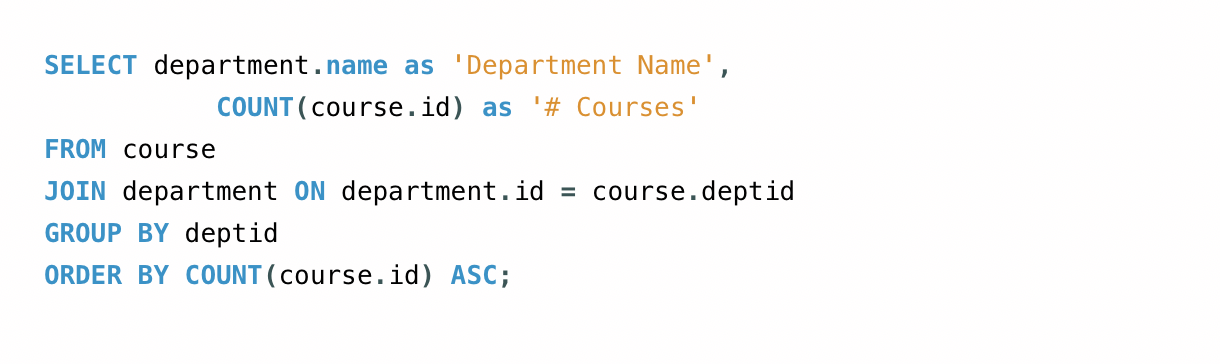 SELECT department.name as 'Department Name',
COUNT(course.id) as '# Courses'
FROM course
JOIN department ON department.id = course.deptid
GROUP BY deptid
ORDER BY COUNT(course.id) ASC;